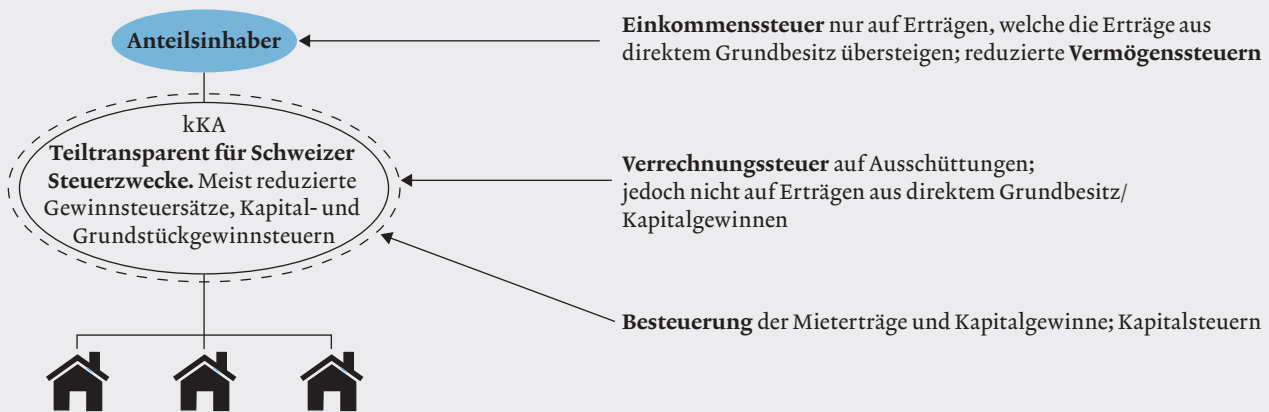 Anteilsinhaber
Einkommenssteuer nur auf Erträgen, welche die Erträge aus
direktem Grundbesitz übersteigen; reduzierte Vermögenssteuern
kKA
Teiltransparent für Schweizer
Steuerzwecke. Meist reduzierte
Gewinnsteuersätze, Kapital- und
Grundstückgewinnsteuern
Verrechnungssteuer auf Ausschüttungen;
jedoch nicht auf Erträgen aus direktem Grundbesitz/
Kapitalgewinnen
Besteuerung der Mieterträge und Kapitalgewinne; Kapitalsteuern